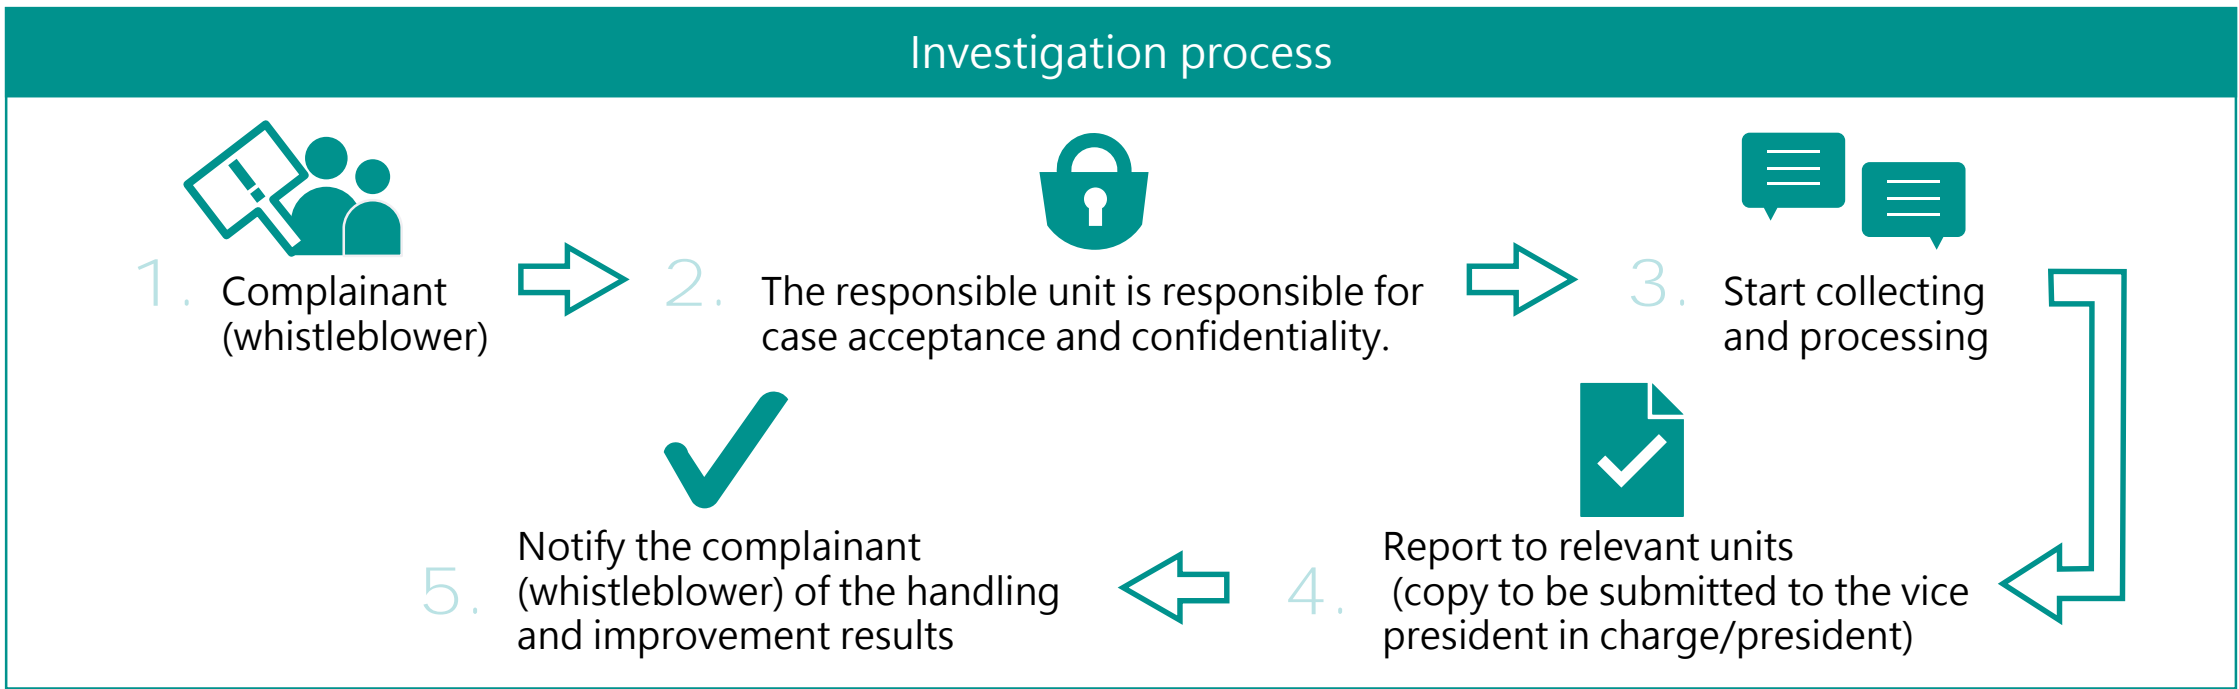 Investigation process
1. Complainant
(whistleblower)
2. The responsible unit is responsible for
case acceptance and confidentiality.
3. Start collecting
and processing
4. Report to relevant units
(copy to be submitted to the vice
president in charge/president)
5. Notify the complainant
(whistleblower) of the handling
and improvement results